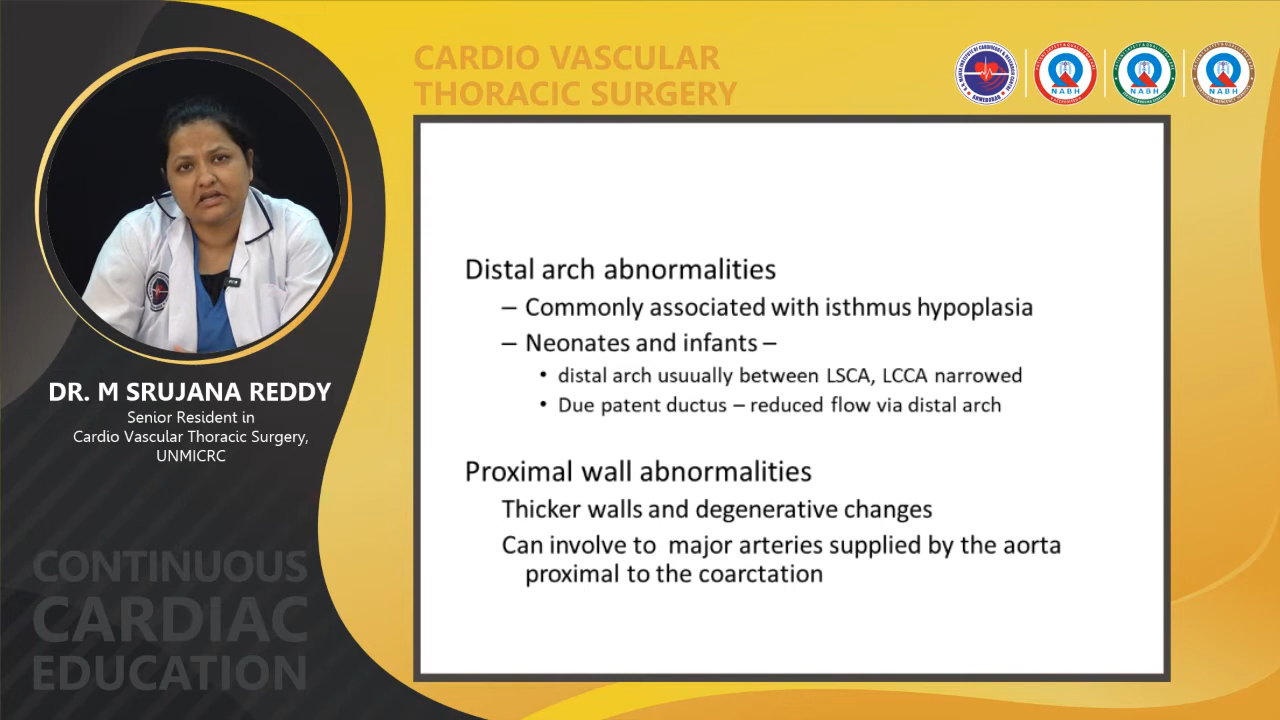 CARDIO VASCULAR
THORACIC SURGERY
NABH
NABH
NABH
Distal arch abnormalities
– Commonly associated with isthmus hypoplasia
– Neonates and infants –
• distal arch usuually between LSCA, LCCA narrowed
• Due patent ductus – reduced flow via distal arch
Proximal wall abnormalities
Thicker walls and degenerative changes
Can involve to major arteries supplied by the aorta
proximal to the coarctation
DR. M SRUJANA REDDY
Senior Resident in
Cardio Vascular Thoracic Surgery,
UNMICRC
CONTINUOUS
CARDIAC
EDUCATION